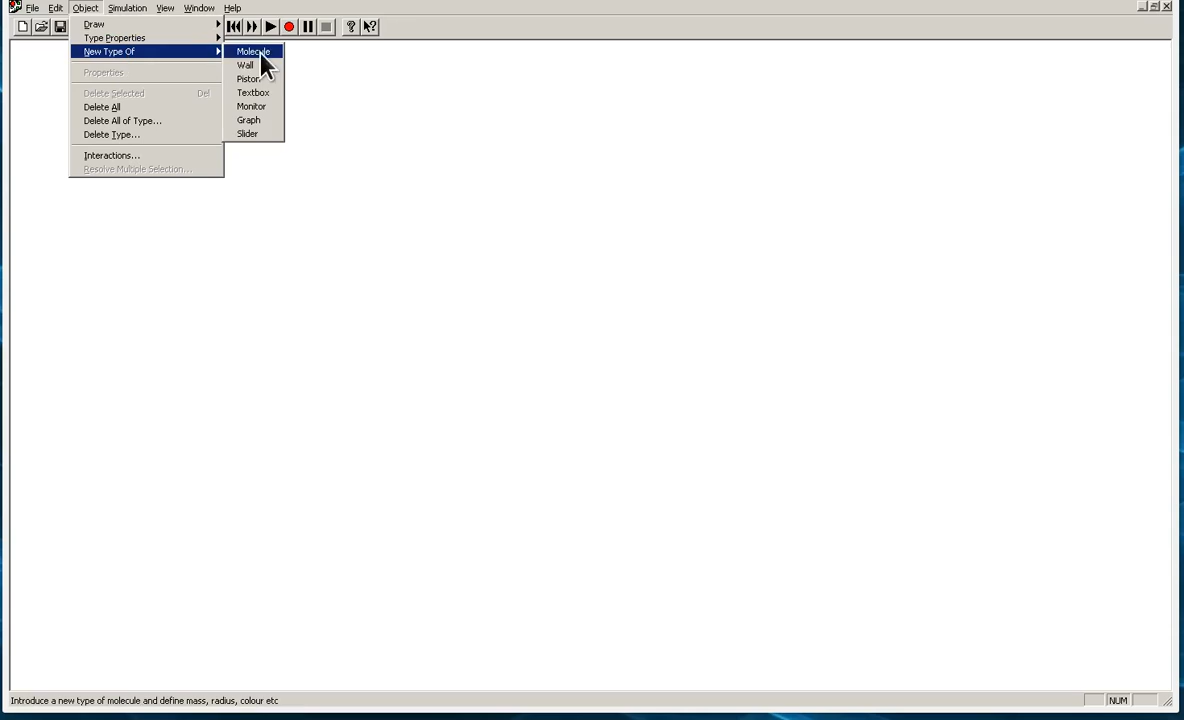 File Edit Object Simulation View Window Help
Draw
Type Properties
New Type Of
Properties
Delete Selected Del
Delete All
Delete All of Type...
Delete Type...
Interactions...
Resolve Multiple Selection...
Molecule
Wall
Piston
Textbox
Monitor
Graph
Slider
Introduce a new type of molecule and define mass, radius, colour etc
NUM